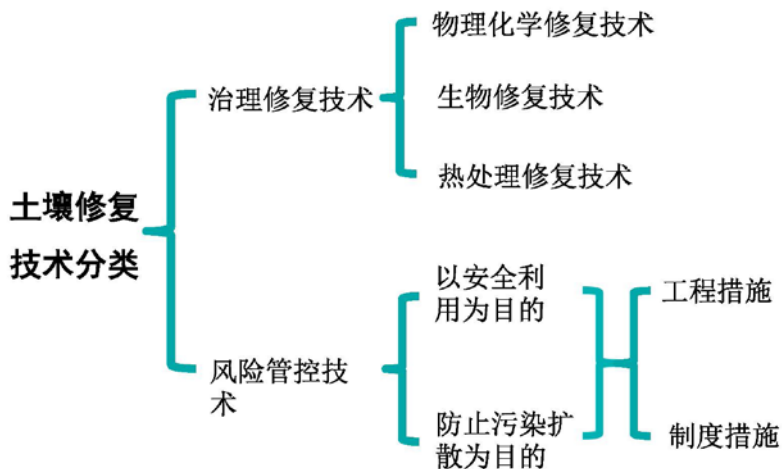 土壤修复
技术分类
治理修复技术
物理化学修复技术
生物修复技术
热处理修复技术
风险管控技
术
以安全利
用为目的
防止污染扩
散为目的
工程措施
制度措施